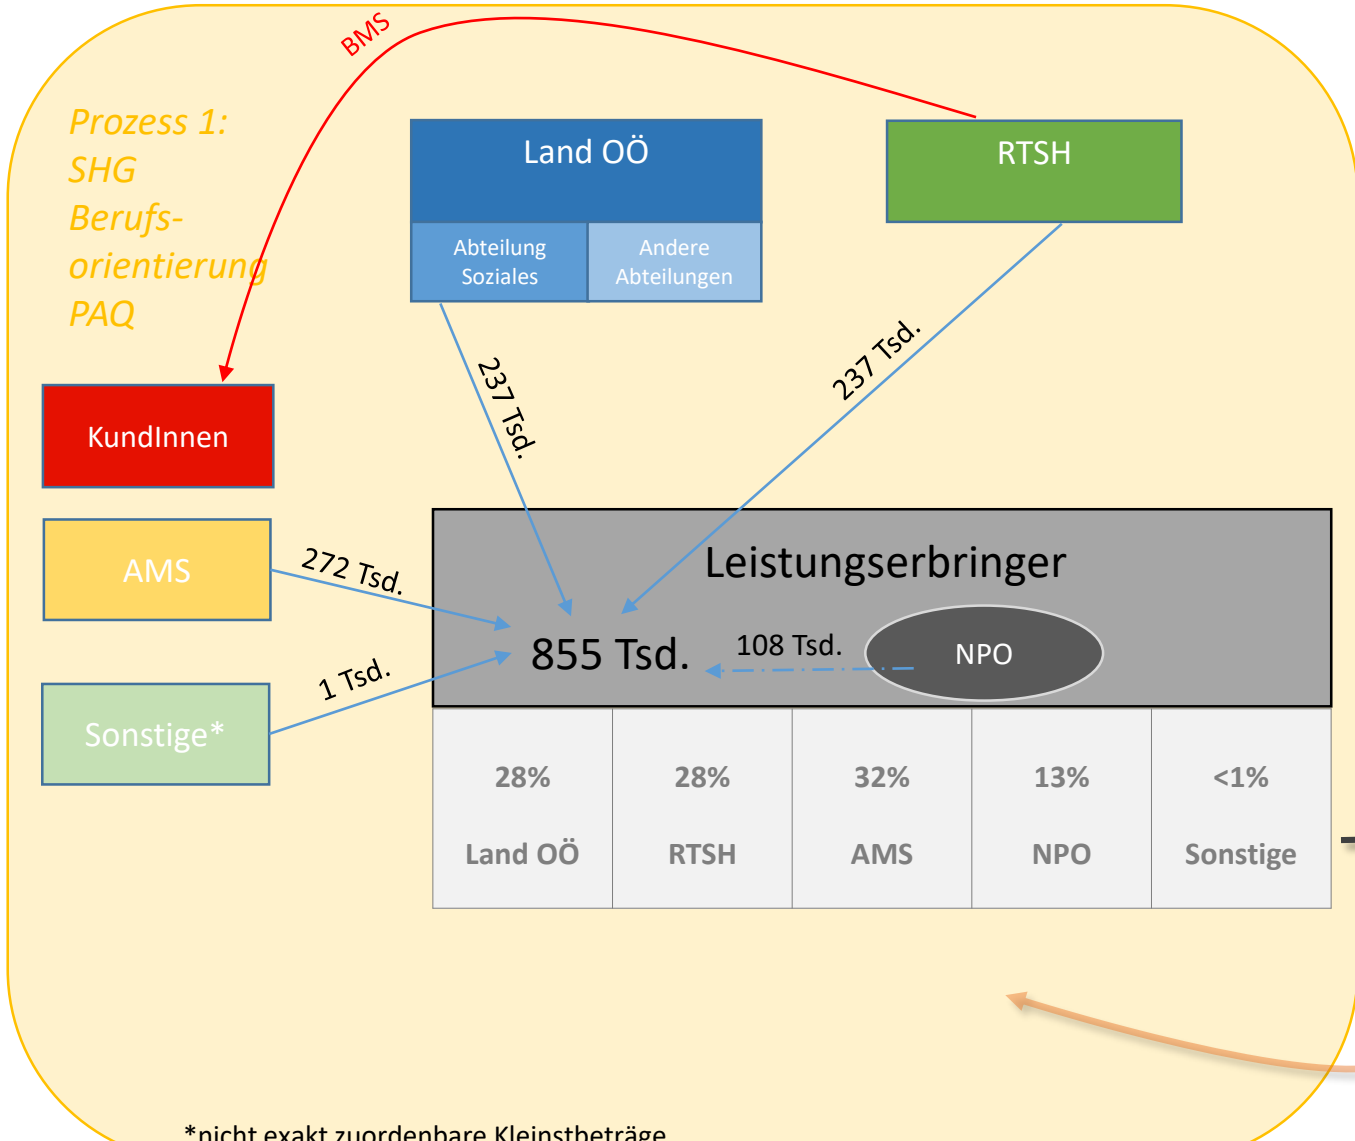 BMS
Prozess 1:
SHG
Berufs-
orientierung
PAQ
Land OÖ
RTSH
Abteilung
Soziales
Andere
Abteilungen
237 Tsd.
237 Tsd.
KundInnen
AMS
272 Tsd.
Leistungserbringer
855 Tsd.
108 Tsd.
NPO
1 Tsd.
Sonstige*
28%
28%
32%
13%
<1%
Land OÖ
RTSH
AMS
NPO
Sonstige
*nicht exakt zuordenbare Kleinstbeträge